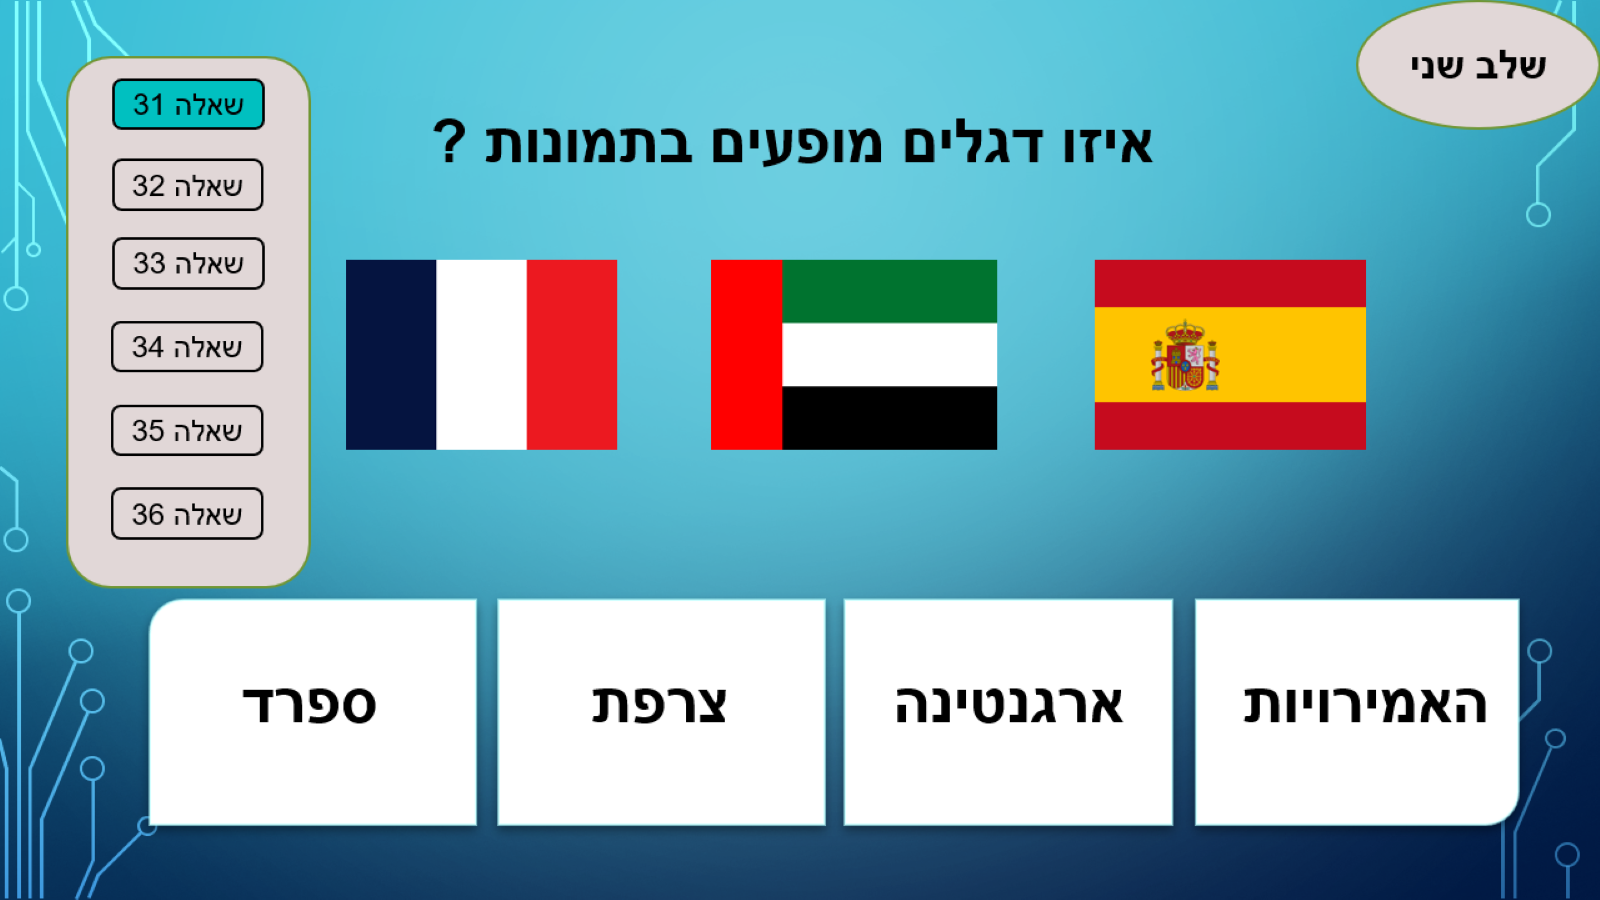 שלב שני
איזו דגלים מופעים בתמונות ?
שאלה 31
שאלה 32
שאלה 33
שאלה 34
שאלה 35
שאלה 36
האמירויות
ארגנטינה
צרפת
ספרד